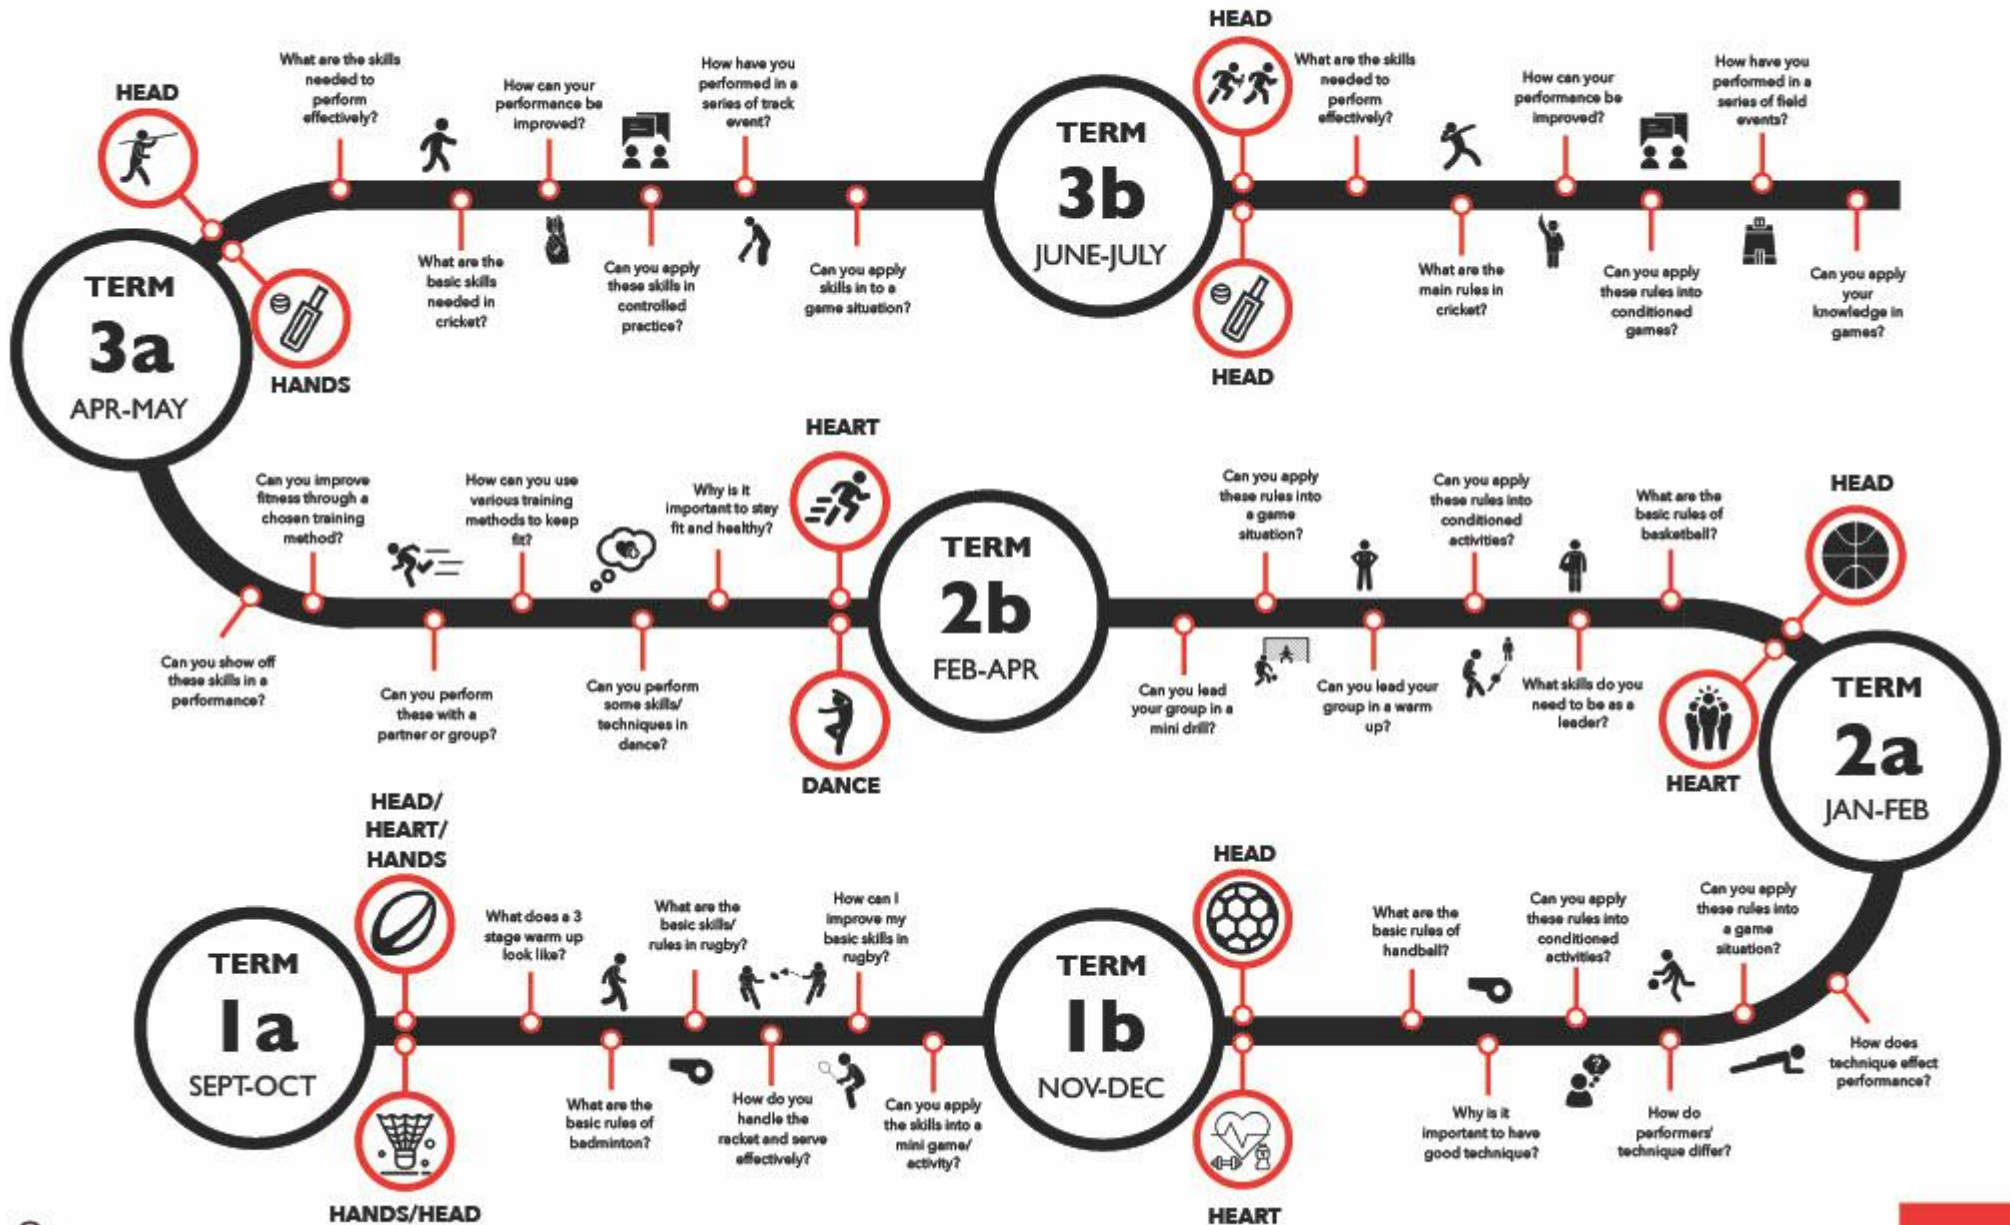 HEAD
What are the skills
needed to
perform
effectively?
How can your
performance be
improved?
How have you
performed in a
series of track
event?
TERM
3a
APR-MAY
HANDS
What are the
basic skills
needed in
cricket?
Can you apply
these skills in
controlled
practice?
Can you apply
skills in to a
game situation?
HEAD
TERM
3b
JUNE-JULY
What are the skills
needed to
perform
effectively?
How can your
performance be
improved?
How have you
performed in a
series of field
events?
HEAD
What are the
main rules in
cricket?
Can you apply
these rules into
conditioned
games?
Can you apply
your
knowledge in
games?
Can you improve
fitness through a
chosen training
method?
How can you use
various training
methods to keep
fit?
Why is it
important to stay
fit and healthy?
HEART
Can you show off
these skills in a
performance?
Can you perform
these with a
partner or group?
Can you perform
some skills/
techniques in
dance?
DANCE
TERM
2b
FEB-APR
Can you apply
these rules into
a game
situation?
Can you apply
these rules into
conditioned
activities?
What are the
basic rules of
basketball?
HEAD
Can you lead
your group in a
mini drill?
Can you lead your
group in a warm
up?
What skills do you
need to be as a
leader?
HEART
TERM
2a
JAN-FEB
TERM
1a
SEPT-OCT
HEAD/
HEART/
HANDS
What does a 3
stage warm up
look like?
What are the
basic skills/
rules in rugby?
How can I
improve my
basic skills in
rugby?
HANDS/HEAD
What are the
basic rules of
badminton?
How do you
handle the
racket and serve
effectively?
Can you apply
the skills into a
mini game/
activity?
TERM
1b
NOV-DEC
HEAD
What are the
basic rules of
handball?
Can you apply
these rules into
conditioned
activities?
Can you apply
these rules into
a game
situation?
HEART
Why is it
important to have
good technique?
How do
performers'
technique differ?
How does
technique effect
performance?